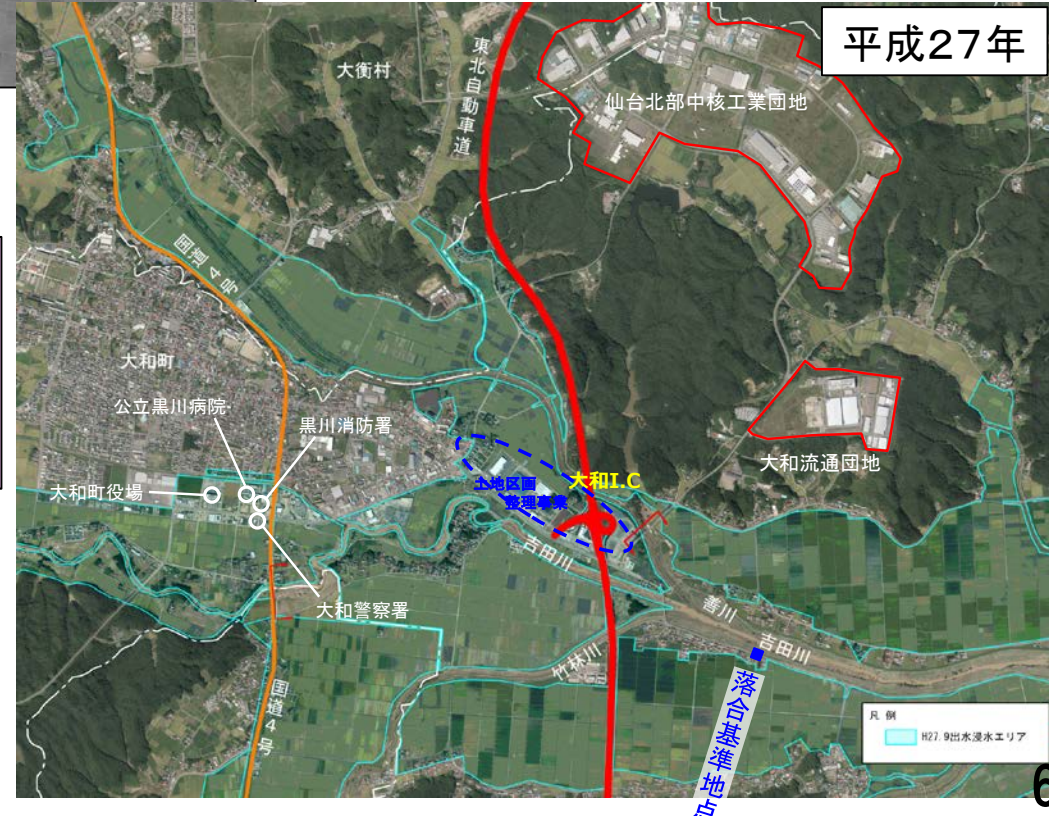 平成27年
大衡村
東北自動車道
仙台北部中核工業団地
国道4号
大和町
公立黒川病院
黒川消防署
大和町役場
大和警察署
土地区画
整理事業
大和I.C
大和流通団地
吉田川
善川
吉田川
竹林川
国道4号
落合基準地点
凡 例
H27.9出水浸水エリア
6